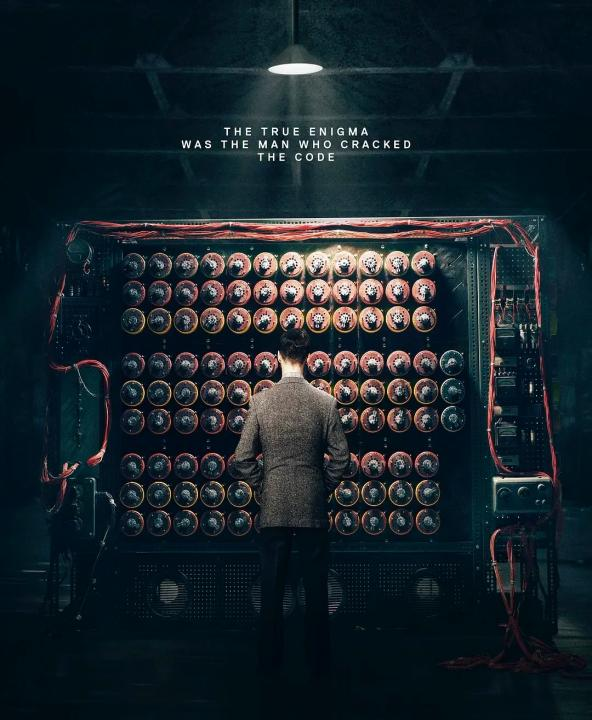 THE TRUE ENIGMA
WAS THE MAN WHO CRACKED
THE CODE